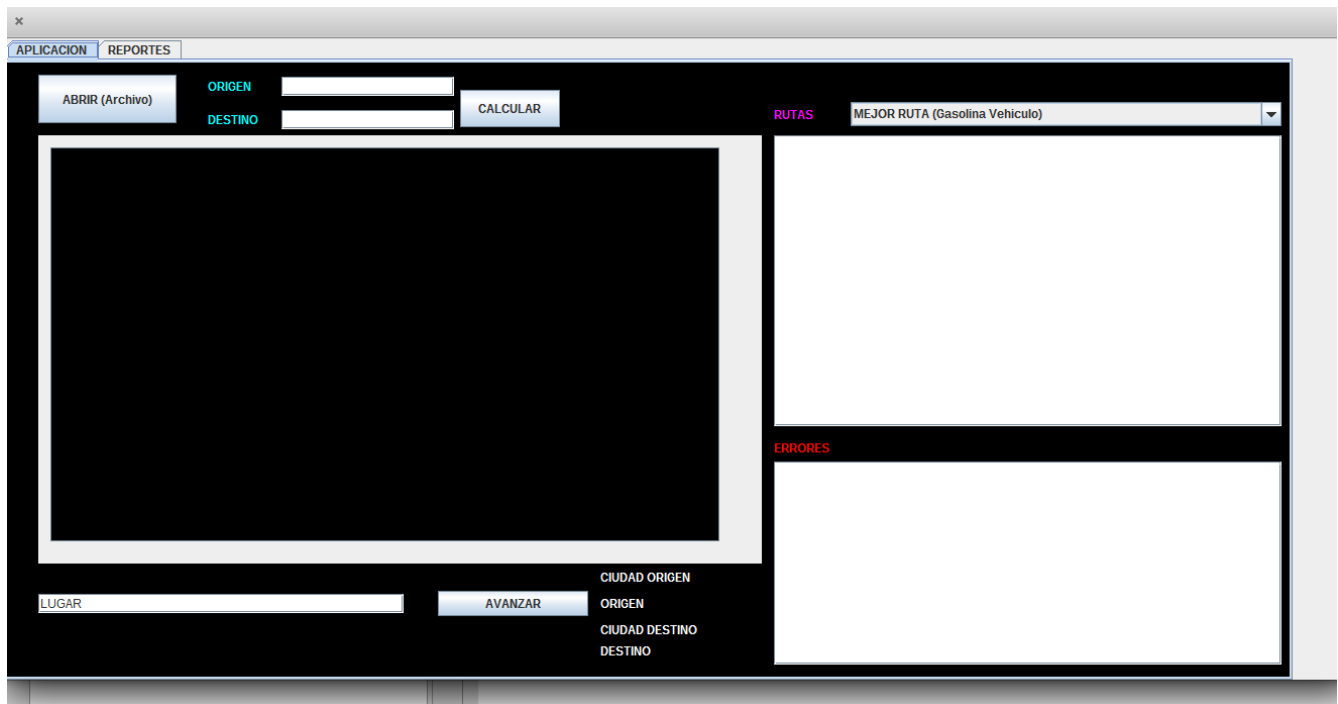 ×
APLICACION REPORTES
ABRIR (Archivo)
ORIGEN
DESTINO
CALCULAR
RUTAS
MEJOR RUTA (Gasolina Vehiculo)
ERRORES
LUGAR
AVANZAR
CIUDAD ORIGEN
ORIGEN
CIUDAD DESTINO
DESTINO